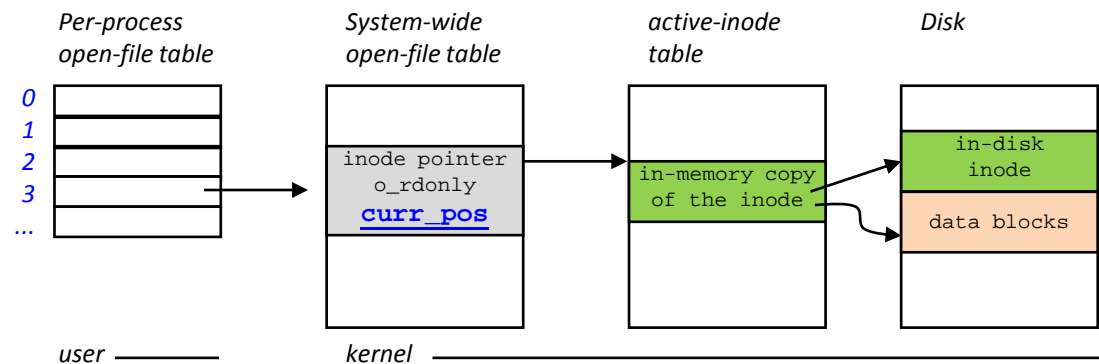 Per-process
open-file table
System-wide
open-file table
active-inode
table
Disk
0
1
2
3
...
inode pointer
o_rdonly
curr_pos
in-memory copy
of the inode
in-disk
inode
data blocks
user
kernel